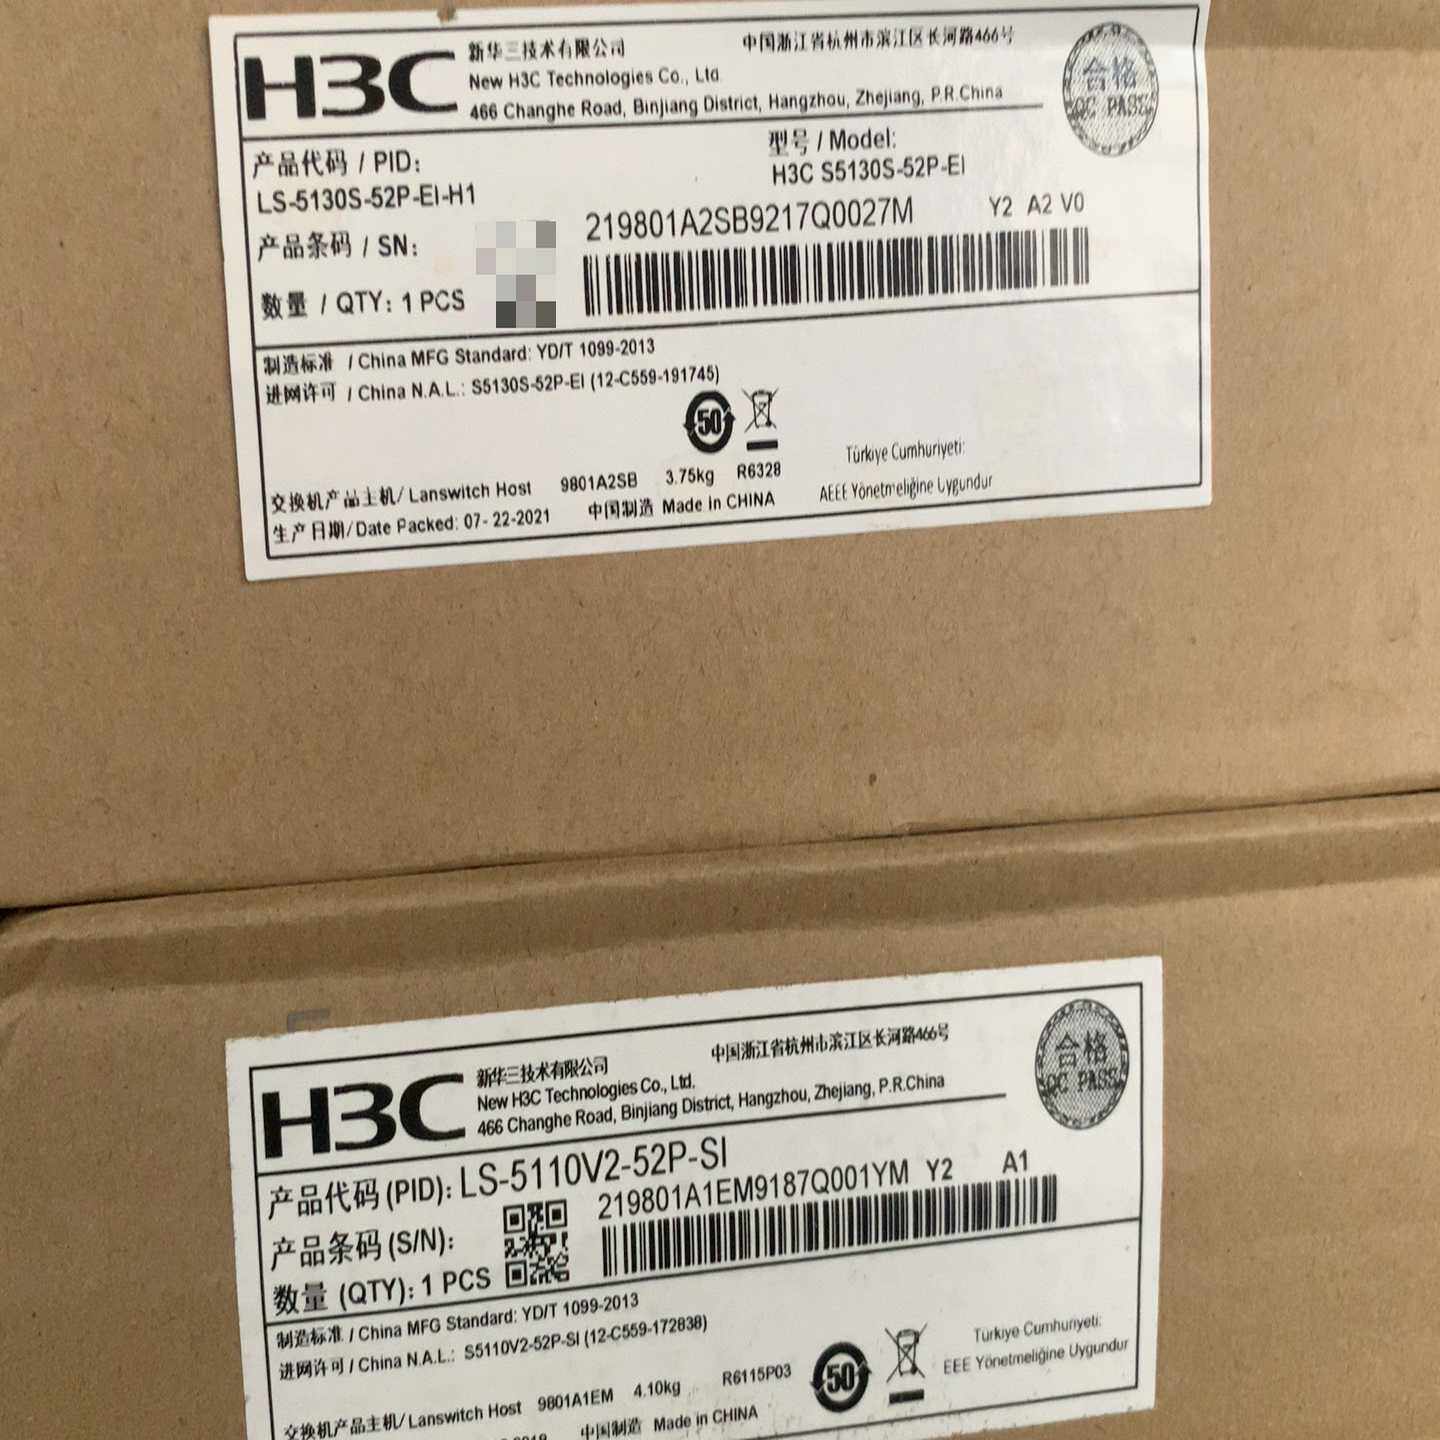 H3C
新华三技术有限公司
中国浙江省杭州市滨江区长河路466号
New H3C Technologies Co., Ltd.
466 Changhe Road, Binjiang District, Hangzhou, Zhejiang, P.R.China
合格
QC PASS
产品代码 / PID:
LS-5130S-52P-EI-H1
型号 / Model:
H3C S5130S-52P-EI
产品条码 / SN:
219801A2SB9217Q0027M
Y2 A2 V0
数量 / QTY: 1 PCS
制造标准 / China MFG Standard: YD/T 1099-2013
进网许可 / China N.A.L.: S5130S-52P-EI (12-C559-191745)
50
Türkiye Cumhuriyeti:
AEEE Yönetmeliğine Uygundur
交换机产品主机/ Lanswitch Host 9801A2SB 3.75kg R6328
生产日期/Date Packed: 07- 22-2021 中国制造 Made in CHINA
H3C
新华三技术有限公司
中国浙江省杭州市滨江区长河路466号
New H3C Technologies Co., Ltd.
466 Changhe Road, Binjiang District, Hangzhou, Zhejiang, P.R.China
合格
QC PASS
产品代码 (PID): LS-5110V2-52P-SI
产品条码 (S/N):
219801A1EM9187Q001YM Y2 A1
数量 (QTY): 1 PCS
制造标准 / China MFG Standard: YD/T 1099-2013
进网许可 / China N.A.L.: S5110V2-52P-SI (12-C559-172838)
50
Türkiye Cumhuriyeti:
EEE Yönetmeliğine Uygundur
交换机产品主机/ Lanswitch Host 9801A1EM 4.10kg R6115P03
中国制造 Made in CHINA